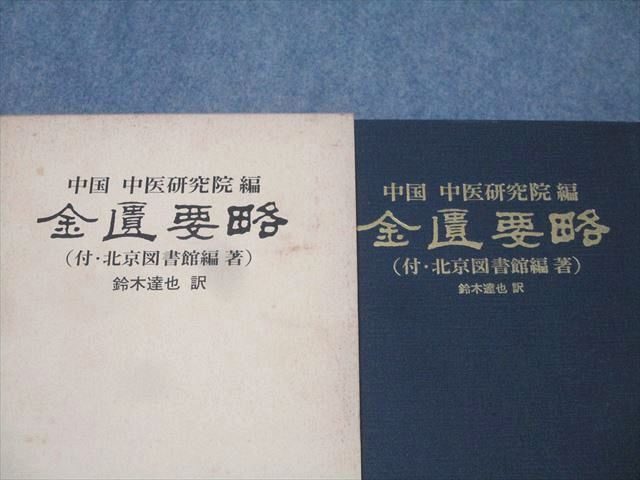 中国 中医研究院 編
金匱要略
(付・北京図書館編 著)
鈴木達也 訳
中国 中医研究院 編
金匱要略
(付・北京図書館編 著)
鈴木達也 訳